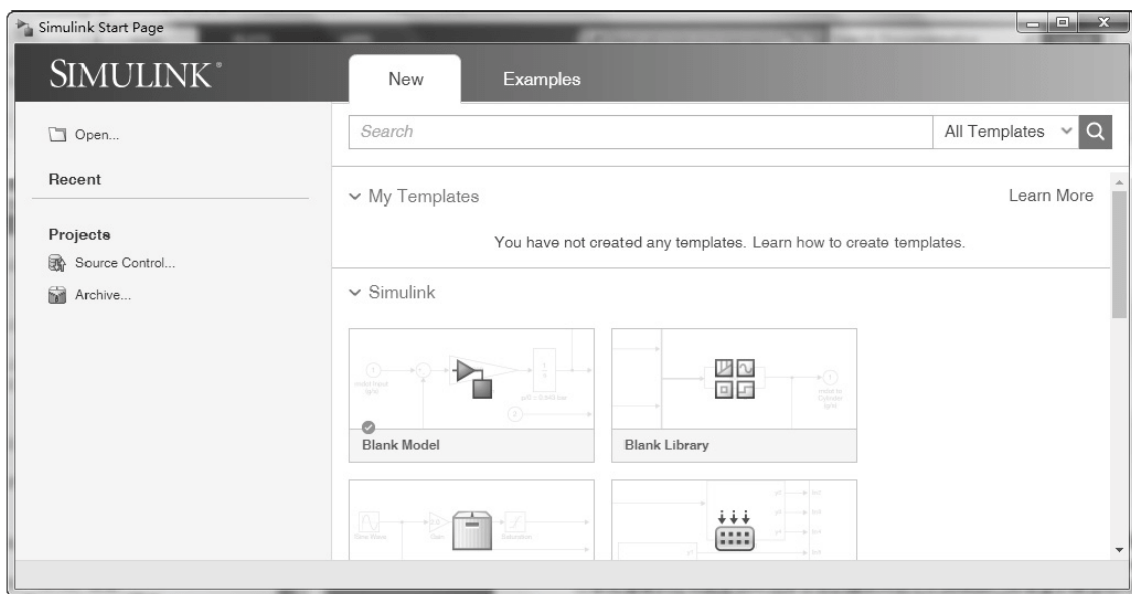 Simulink Start Page
SIMULINK®
New
Examples
Open...
Recent
Projects
Source Control...
Archive...
Search
All Templates
My Templates
Learn More
You have not created any templates. Learn how to create templates.
Simulink
Blank Model
Blank Library